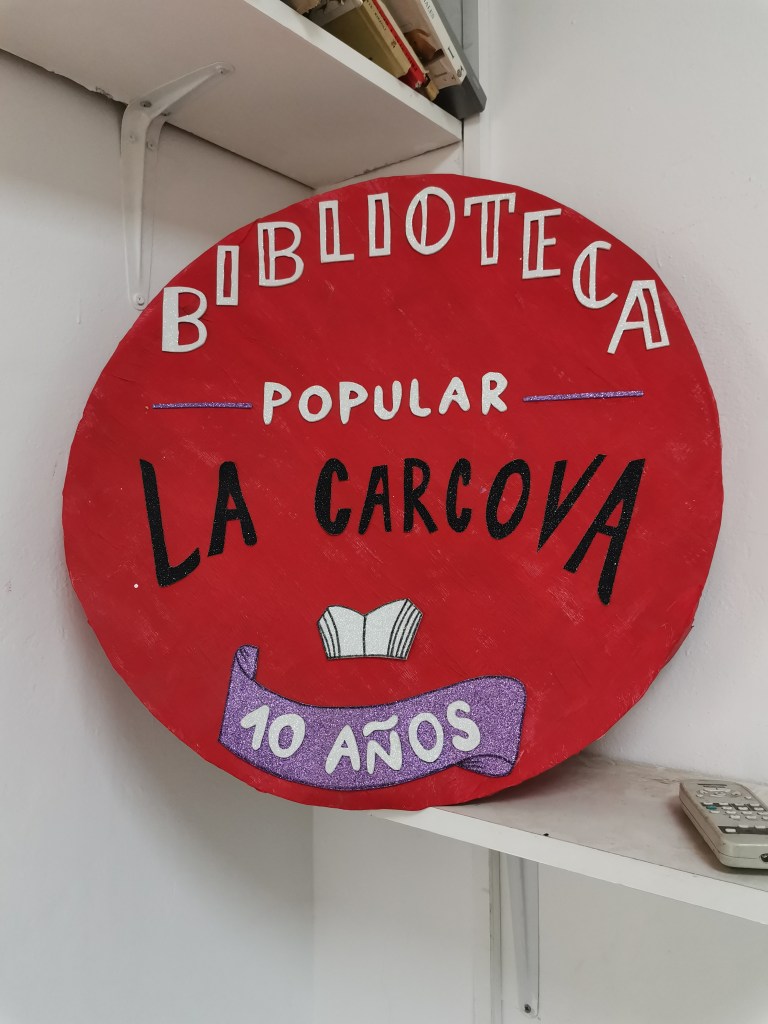 BIBLIOTECA
POPULAR
LA CARCOVA
10 AÑOS